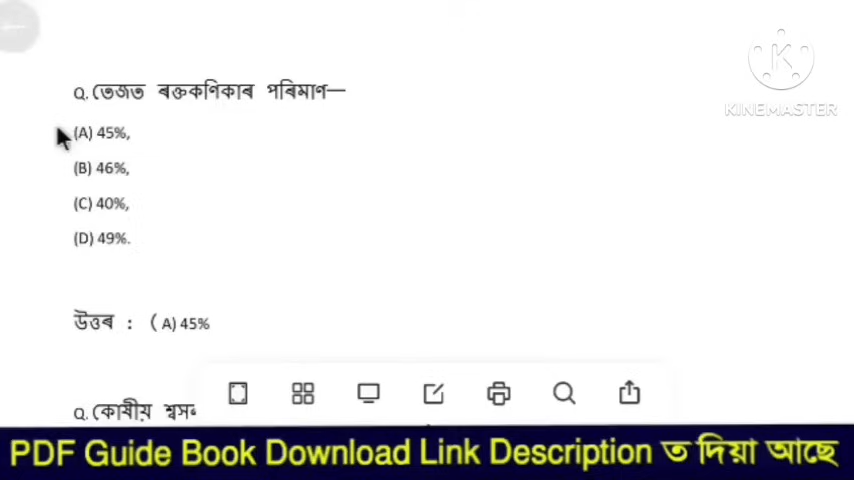 KINEMASTER
Q. তেজত ৰক্তকণিকাৰ পৰিমাণ—
(A) 45%,
(B) 46%,
(C) 40%,
(D) 49%.
উত্তৰ : ( A) 45%
Q. কোষীয়
PDF Guide Book Download Link Description ত দিয়া আছে